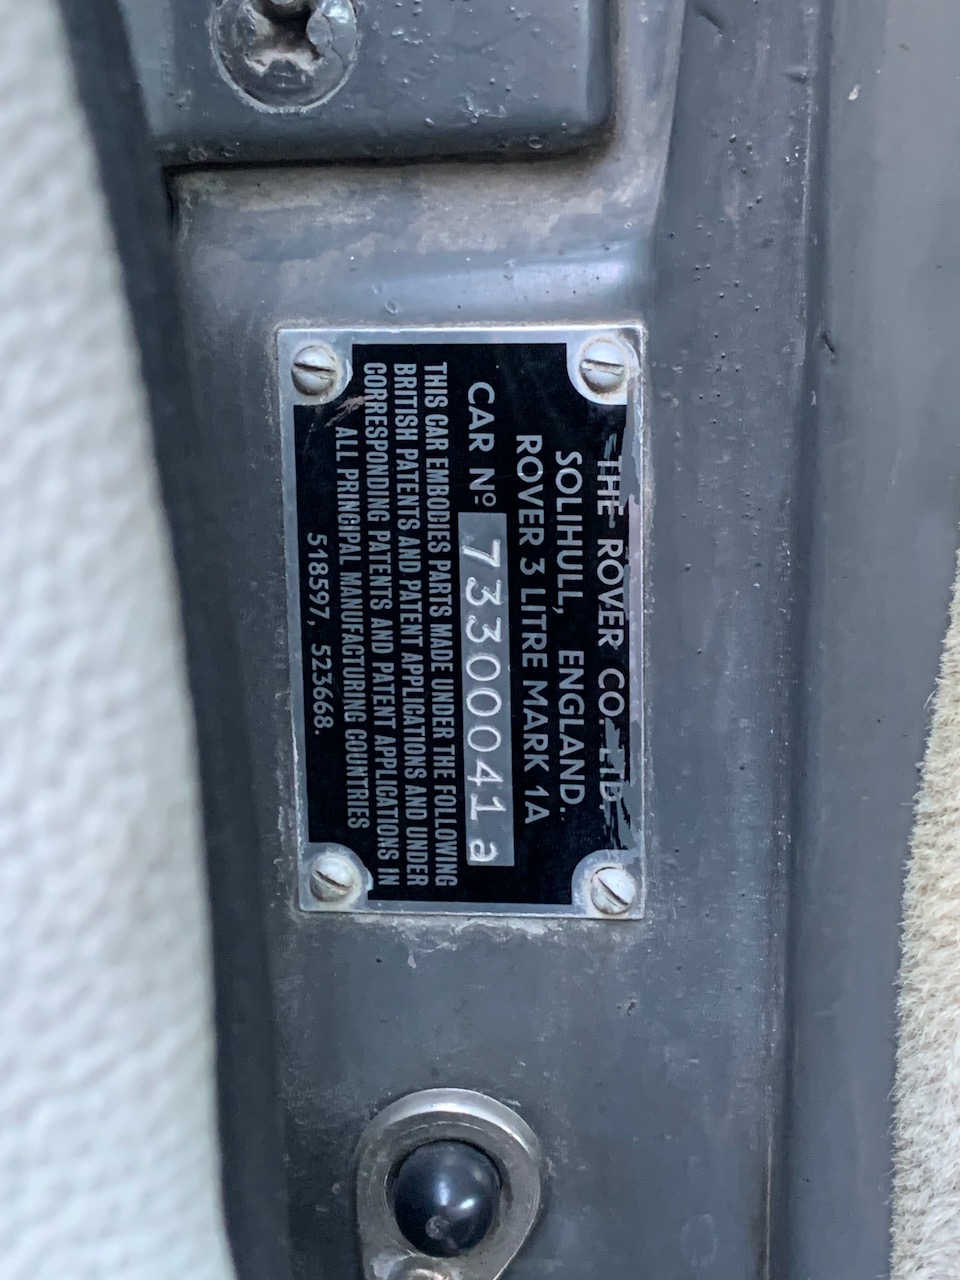 THE ROVER CO. LTD.
SOLIHULL, ENGLAND.
ROVER 3 LITRE MARK 1A
CAR Nº 73300041a
THIS CAR EMBODIES PARTS MADE UNDER THE FOLLOWING
BRITISH PATENTS AND PATENT APPLICATIONS AND UNDER
CORRESPONDING PATENTS AND PATENT APPLICATIONS IN
ALL PRINCIPAL MANUFACTURING COUNTRIES
518597, 523668.